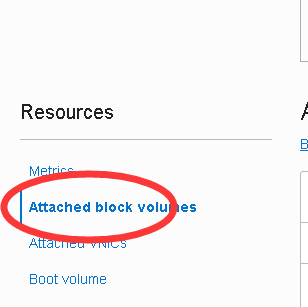 Resources
Metrics
Attached block volumes
Attached VNICs
Boot volume